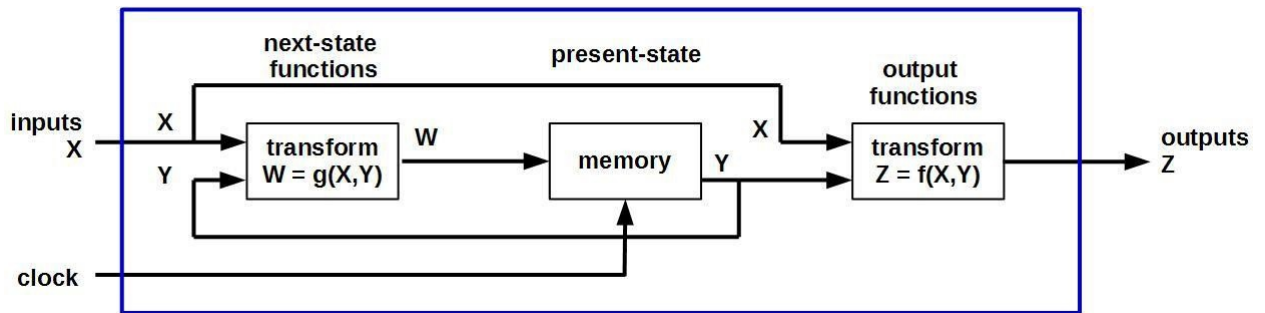 next-state
functions
present-state
output
functions
inputs
X
X
Y
transform
W = g(X,Y)
W
memory
Y
X
transform
Z = f(X,Y)
outputs
Z
clock